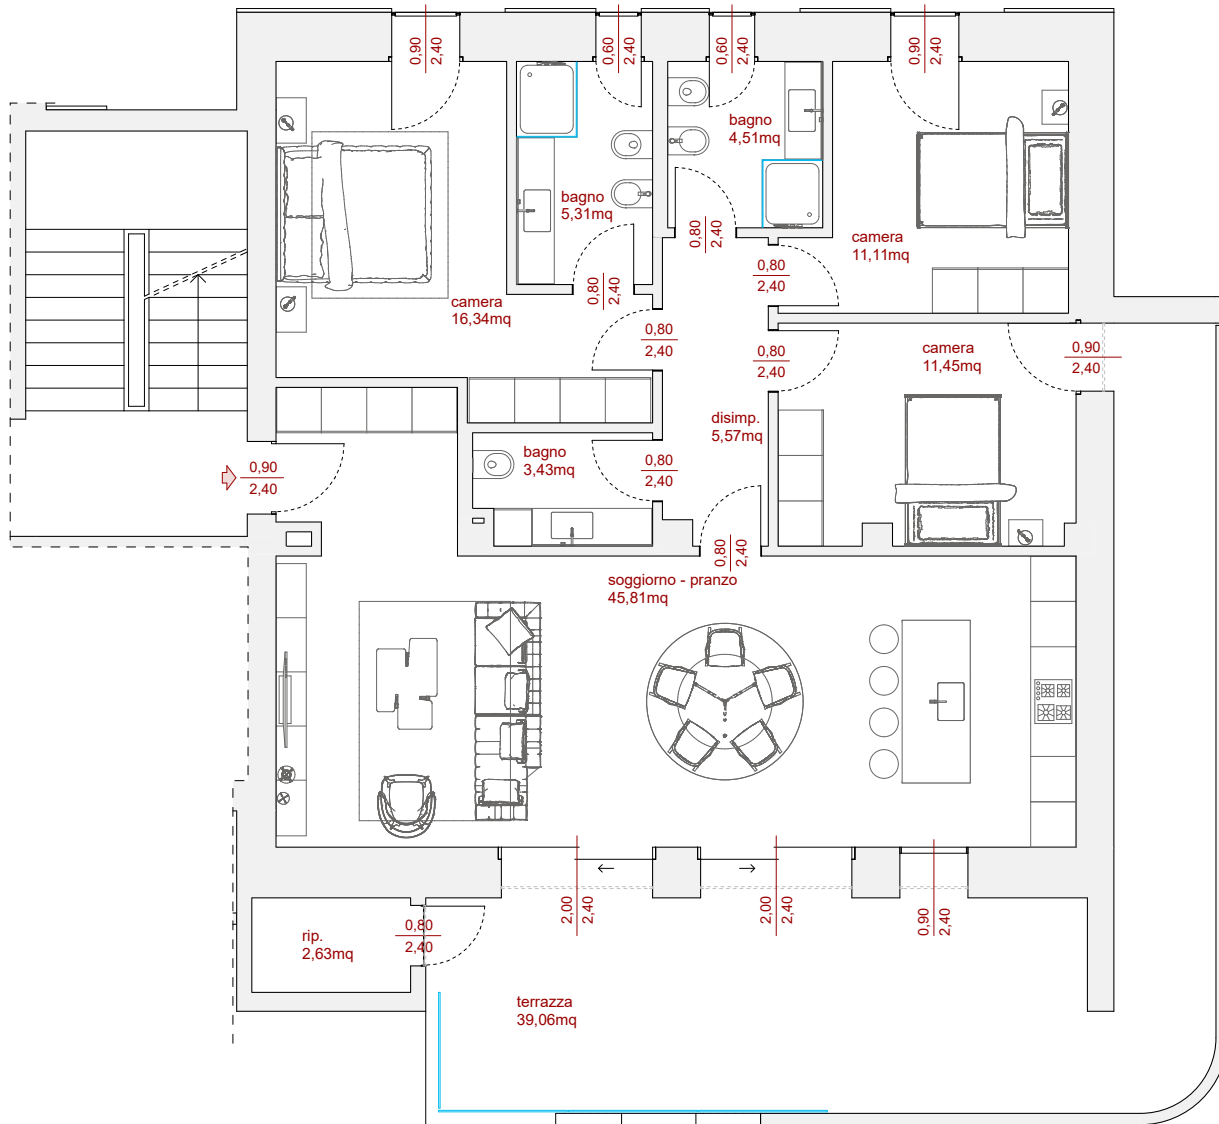 0,90
2,40
0,60
2,40
0,60
2,40
0,90
2,40
bagno
4,51mq
bagno
5,31mq
camera
11,11mq
0,80
2,40
0,80
2,40
0,80
2,40
camera
16,34mq
0,80
2,40
0,80
2,40
camera
11,45mq
0,90
2,40
disimp.
5,57mq
bagno
3,43mq
0,80
2,40
0,90
2,40
0,80
2,40
soggiorno - pranzo
45,81mq
2,00
2,40
2,00
2,40
0,90
2,40
rip.
2,63mq
0,80
2,40
terrazza
39,06mq